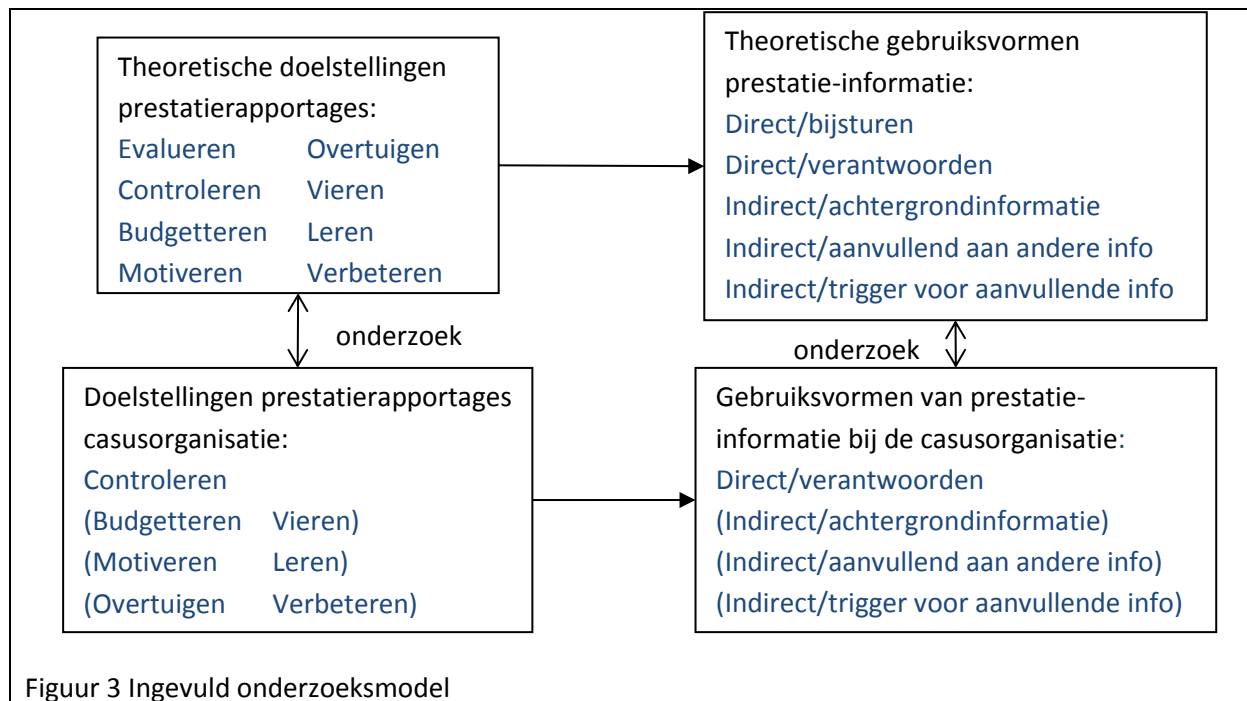 Theoretische doelstellingen
prestatierapportages:
Evalueren Overtuigen
Controleren Vieren
Budgetteren Leren
Motiveren Verbeteren
Theoretische gebruiksvormen
prestatie-informatie:
Direct/bijsturen
Direct/verantwoorden
Indirect/achtergrondinformatie
Indirect/aanvullend aan andere info
Indirect/trigger voor aanvullende info
onderzoek
onderzoek
Doelstellingen prestatierapportages
casusorganisatie:
Controleren
(Budgetteren Vieren)
(Motiveren Leren)
(Overtuigen Verbeteren)
Gebruiksvormen van prestatie-
informatie bij de casusorganisatie:
Direct/verantwoorden
(Indirect/achtergrondinformatie)
(Indirect/aanvullend aan andere info)
(Indirect/trigger voor aanvullende info)
Figuur 3 Ingevuld onderzoeksmodel